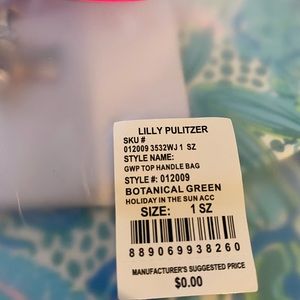 LILLY PULITZER
SKU #
012009 3532WJ 1 SZ
STYLE NAME:
GWP TOP HANDLE BAG
STYLE #: 012009
BOTANICAL GREEN
HOLIDAY IN THE SUN ACC
SIZE: 1 SZ
889069938260
MANUFACTURER'S SUGGESTED PRICE
$0.00